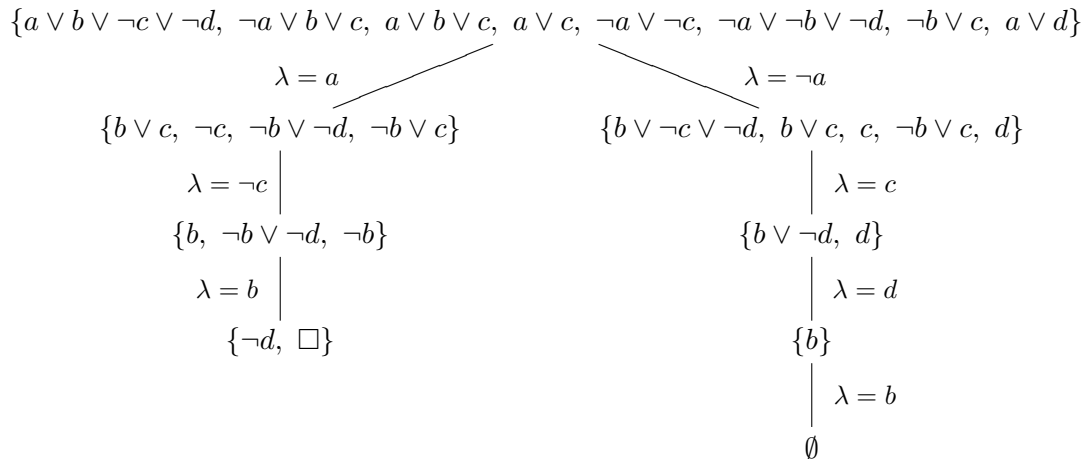 {a ∨ b ∨ ¬c ∨ ¬d, ¬a ∨ b ∨ c, a ∨ b ∨ c, a ∨ c, ¬a ∨ ¬c, ¬a ∨ ¬b ∨ ¬d, ¬b ∨ c, a ∨ d}
λ = a λ = ¬a
{b ∨ c, ¬c, ¬b ∨ ¬d, ¬b ∨ c} {b ∨ ¬c ∨ ¬d, b ∨ c, c, ¬b ∨ c, d}
λ = ¬c λ = c
{b, ¬b ∨ ¬d, ¬b} {b ∨ ¬d, d}
λ = b λ = d
{¬d, □} {b}
λ = b
∅